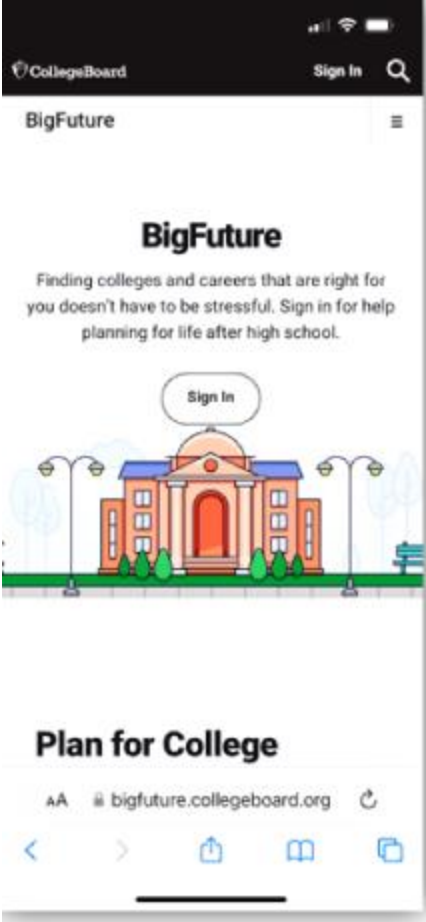 CollegeBoard
Sign In
BigFuture
BigFuture
Finding colleges and careers that are right for
you doesn't have to be stressful. Sign in for help
planning for life after high school.
Sign In
Plan for College
AA bigfuture.collegeboard.org